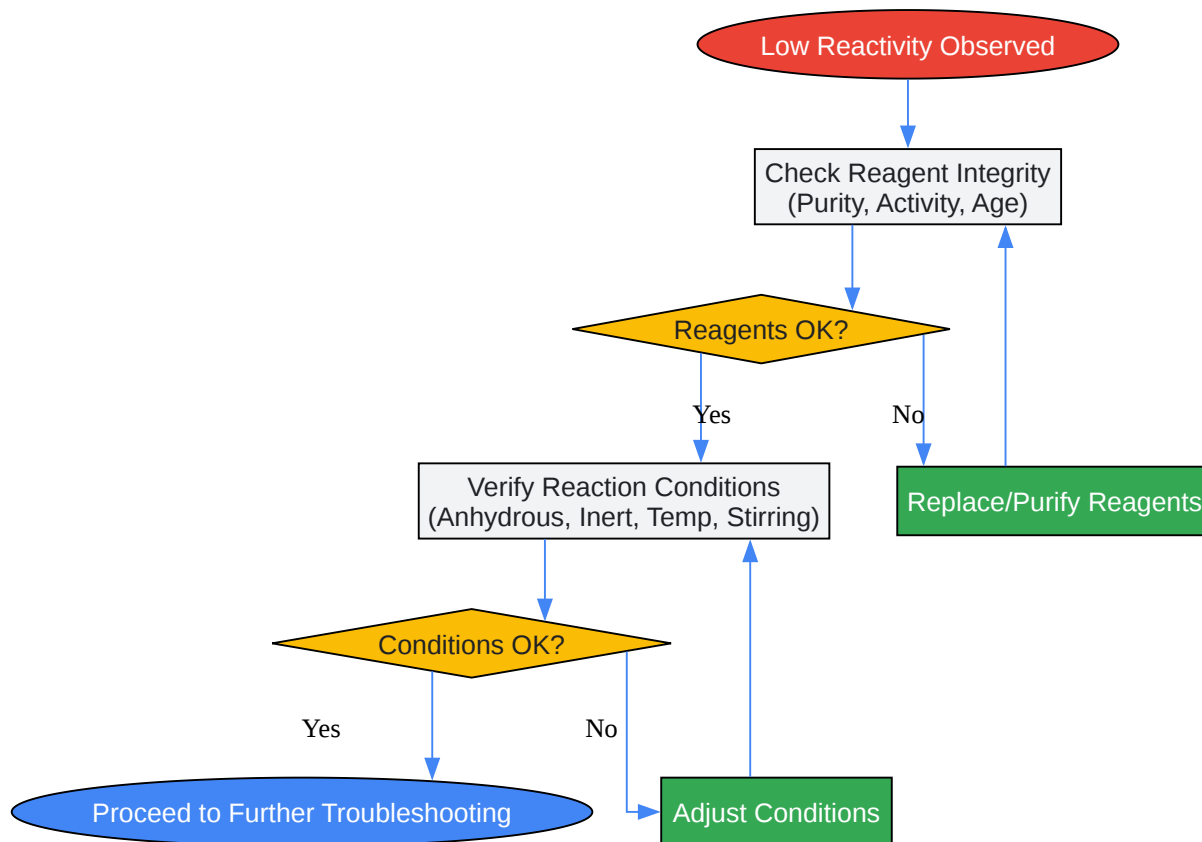 Low Reactivity Observed
Check Reagent Integrity
(Purity, Activity, Age)
Reagents OK?
Yes
No
Verify Reaction Conditions
(Anhydrous, Inert, Temp, Stirring)
Replace/Purify Reagents
Conditions OK?
Yes
No
Proceed to Further Troubleshooting
Adjust Conditions